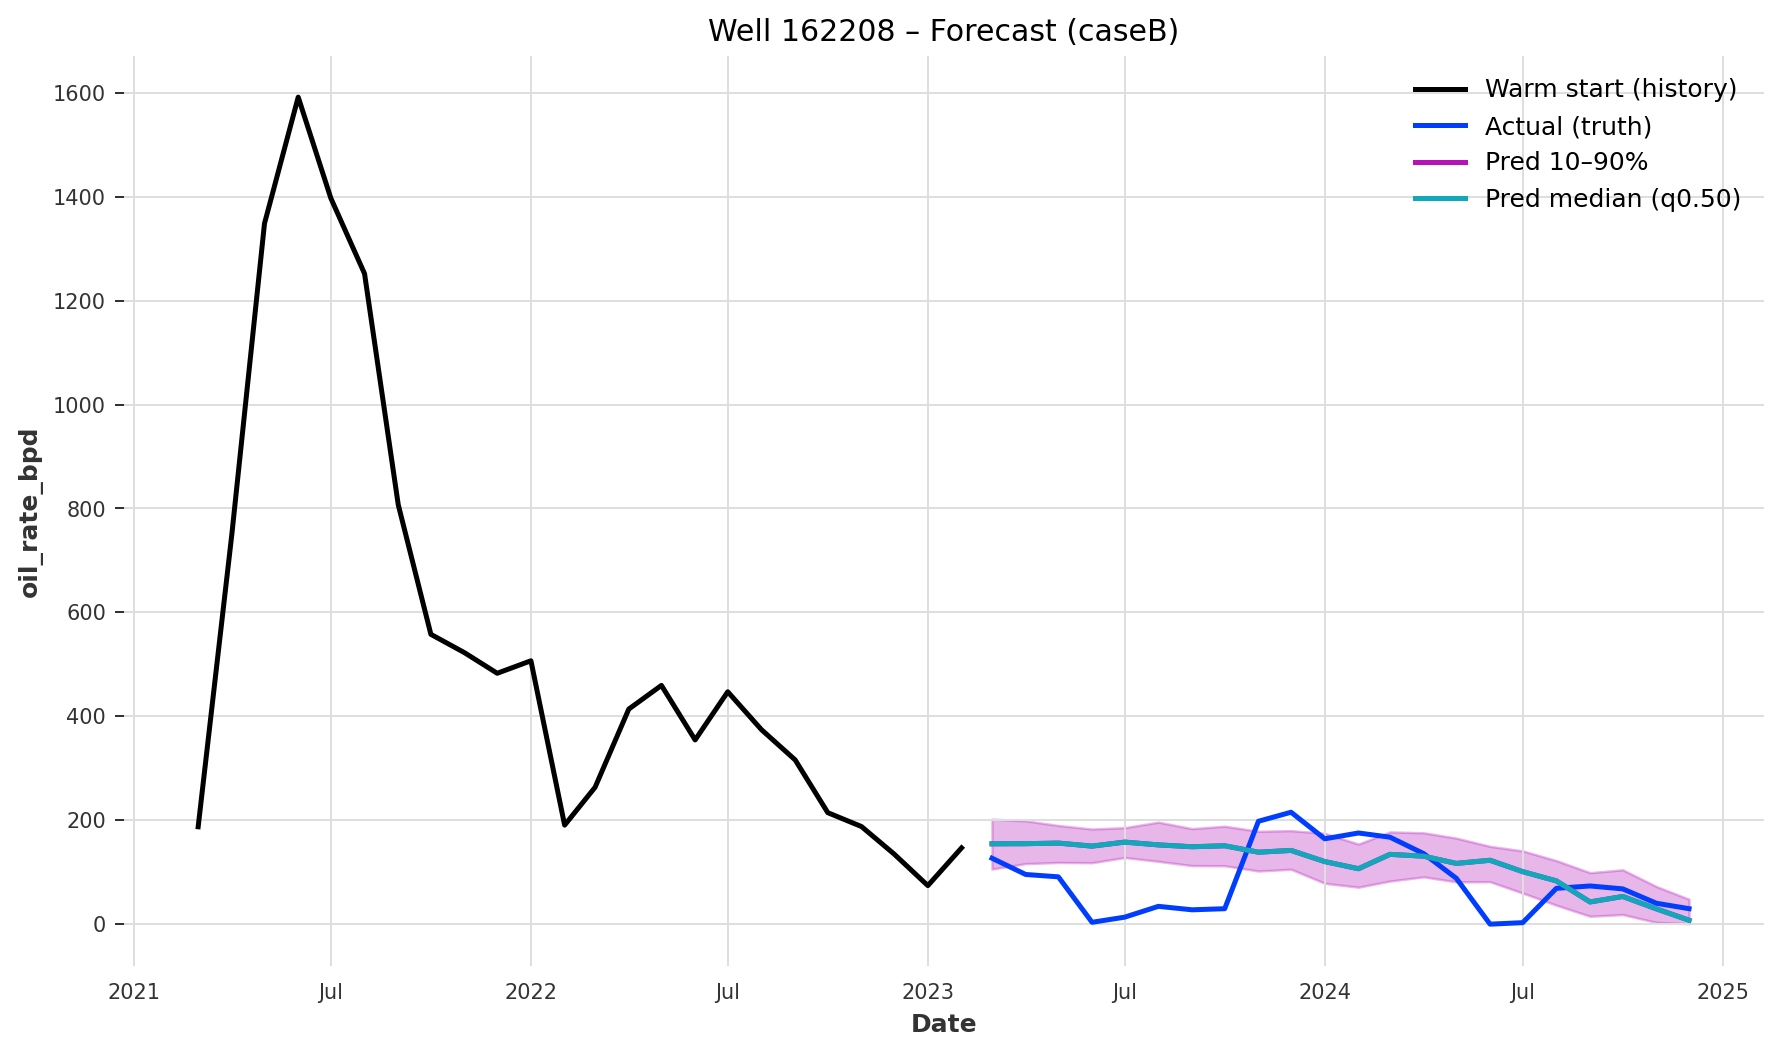 Well 162208 – Forecast (caseB)
Warm start (history)
Actual (truth)
Pred 10–90%
Pred median (q0.50)
oil_rate_bpd
1600
1400
1200
1000
800
600
400
200
0
2021
Jul
2022
Jul
2023
Jul
2024
Jul
2025
Date